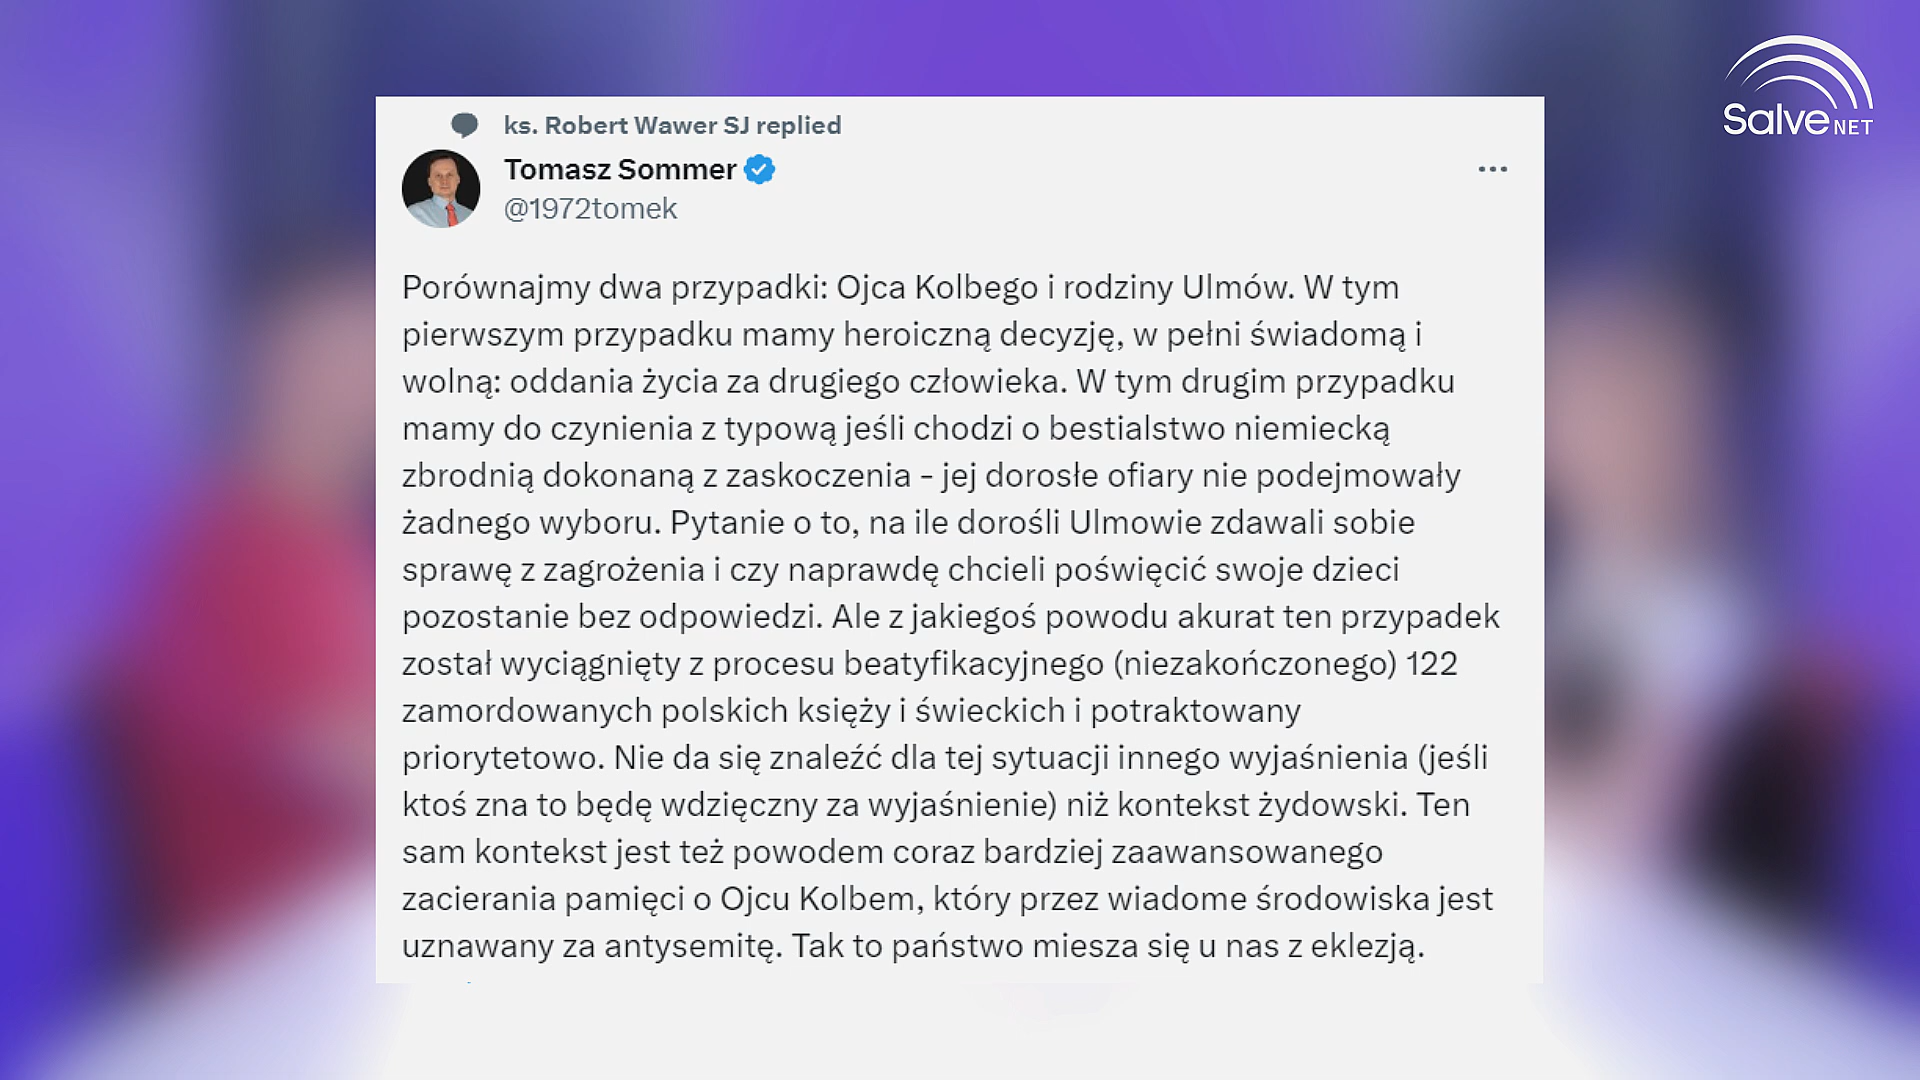 ks. Robert Wawer SJ replied
Tomasz Sommer
@1972tomek
Porównajmy dwa przypadki: Ojca Kolbego i rodziny Ulmów. W tym
pierwszym przypadku mamy heroiczną decyzję, w pełni świadomą i
wolną: oddania życia za drugiego człowieka. W tym drugim przypadku
mamy do czynienia z typową jeśli chodzi o bestialstwo niemiecką
zbrodnią dokonaną z zaskoczenia - jej dorosłe ofiary nie podejmowały
żadnego wyboru. Pytanie o to, na ile dorośli Ulmowie zdawali sobie
sprawę z zagrożenia i czy naprawdę chcieli poświęcić swoje dzieci
pozostanie bez odpowiedzi. Ale z jakiegoś powodu akurat ten przypadek
został wyciągnięty z procesu beatyfikacyjnego (niezakończonego) 122
zamordowanych polskich księży i świeckich i potraktowany
priorytetowo. Nie da się znaleźć dla tej sytuacji innego wyjaśnienia (jeśli
ktoś zna to będę wdzięczny za wyjaśnienie) niż kontekst żydowski. Ten
sam kontekst jest też powodem coraz bardziej zaawansowanego
zacierania pamięci o Ojcu Kolbem, który przez wiadome środowiska jest
uznawany za antysemitę. Tak to państwo miesza się u nas z eklezją.
Salve NET